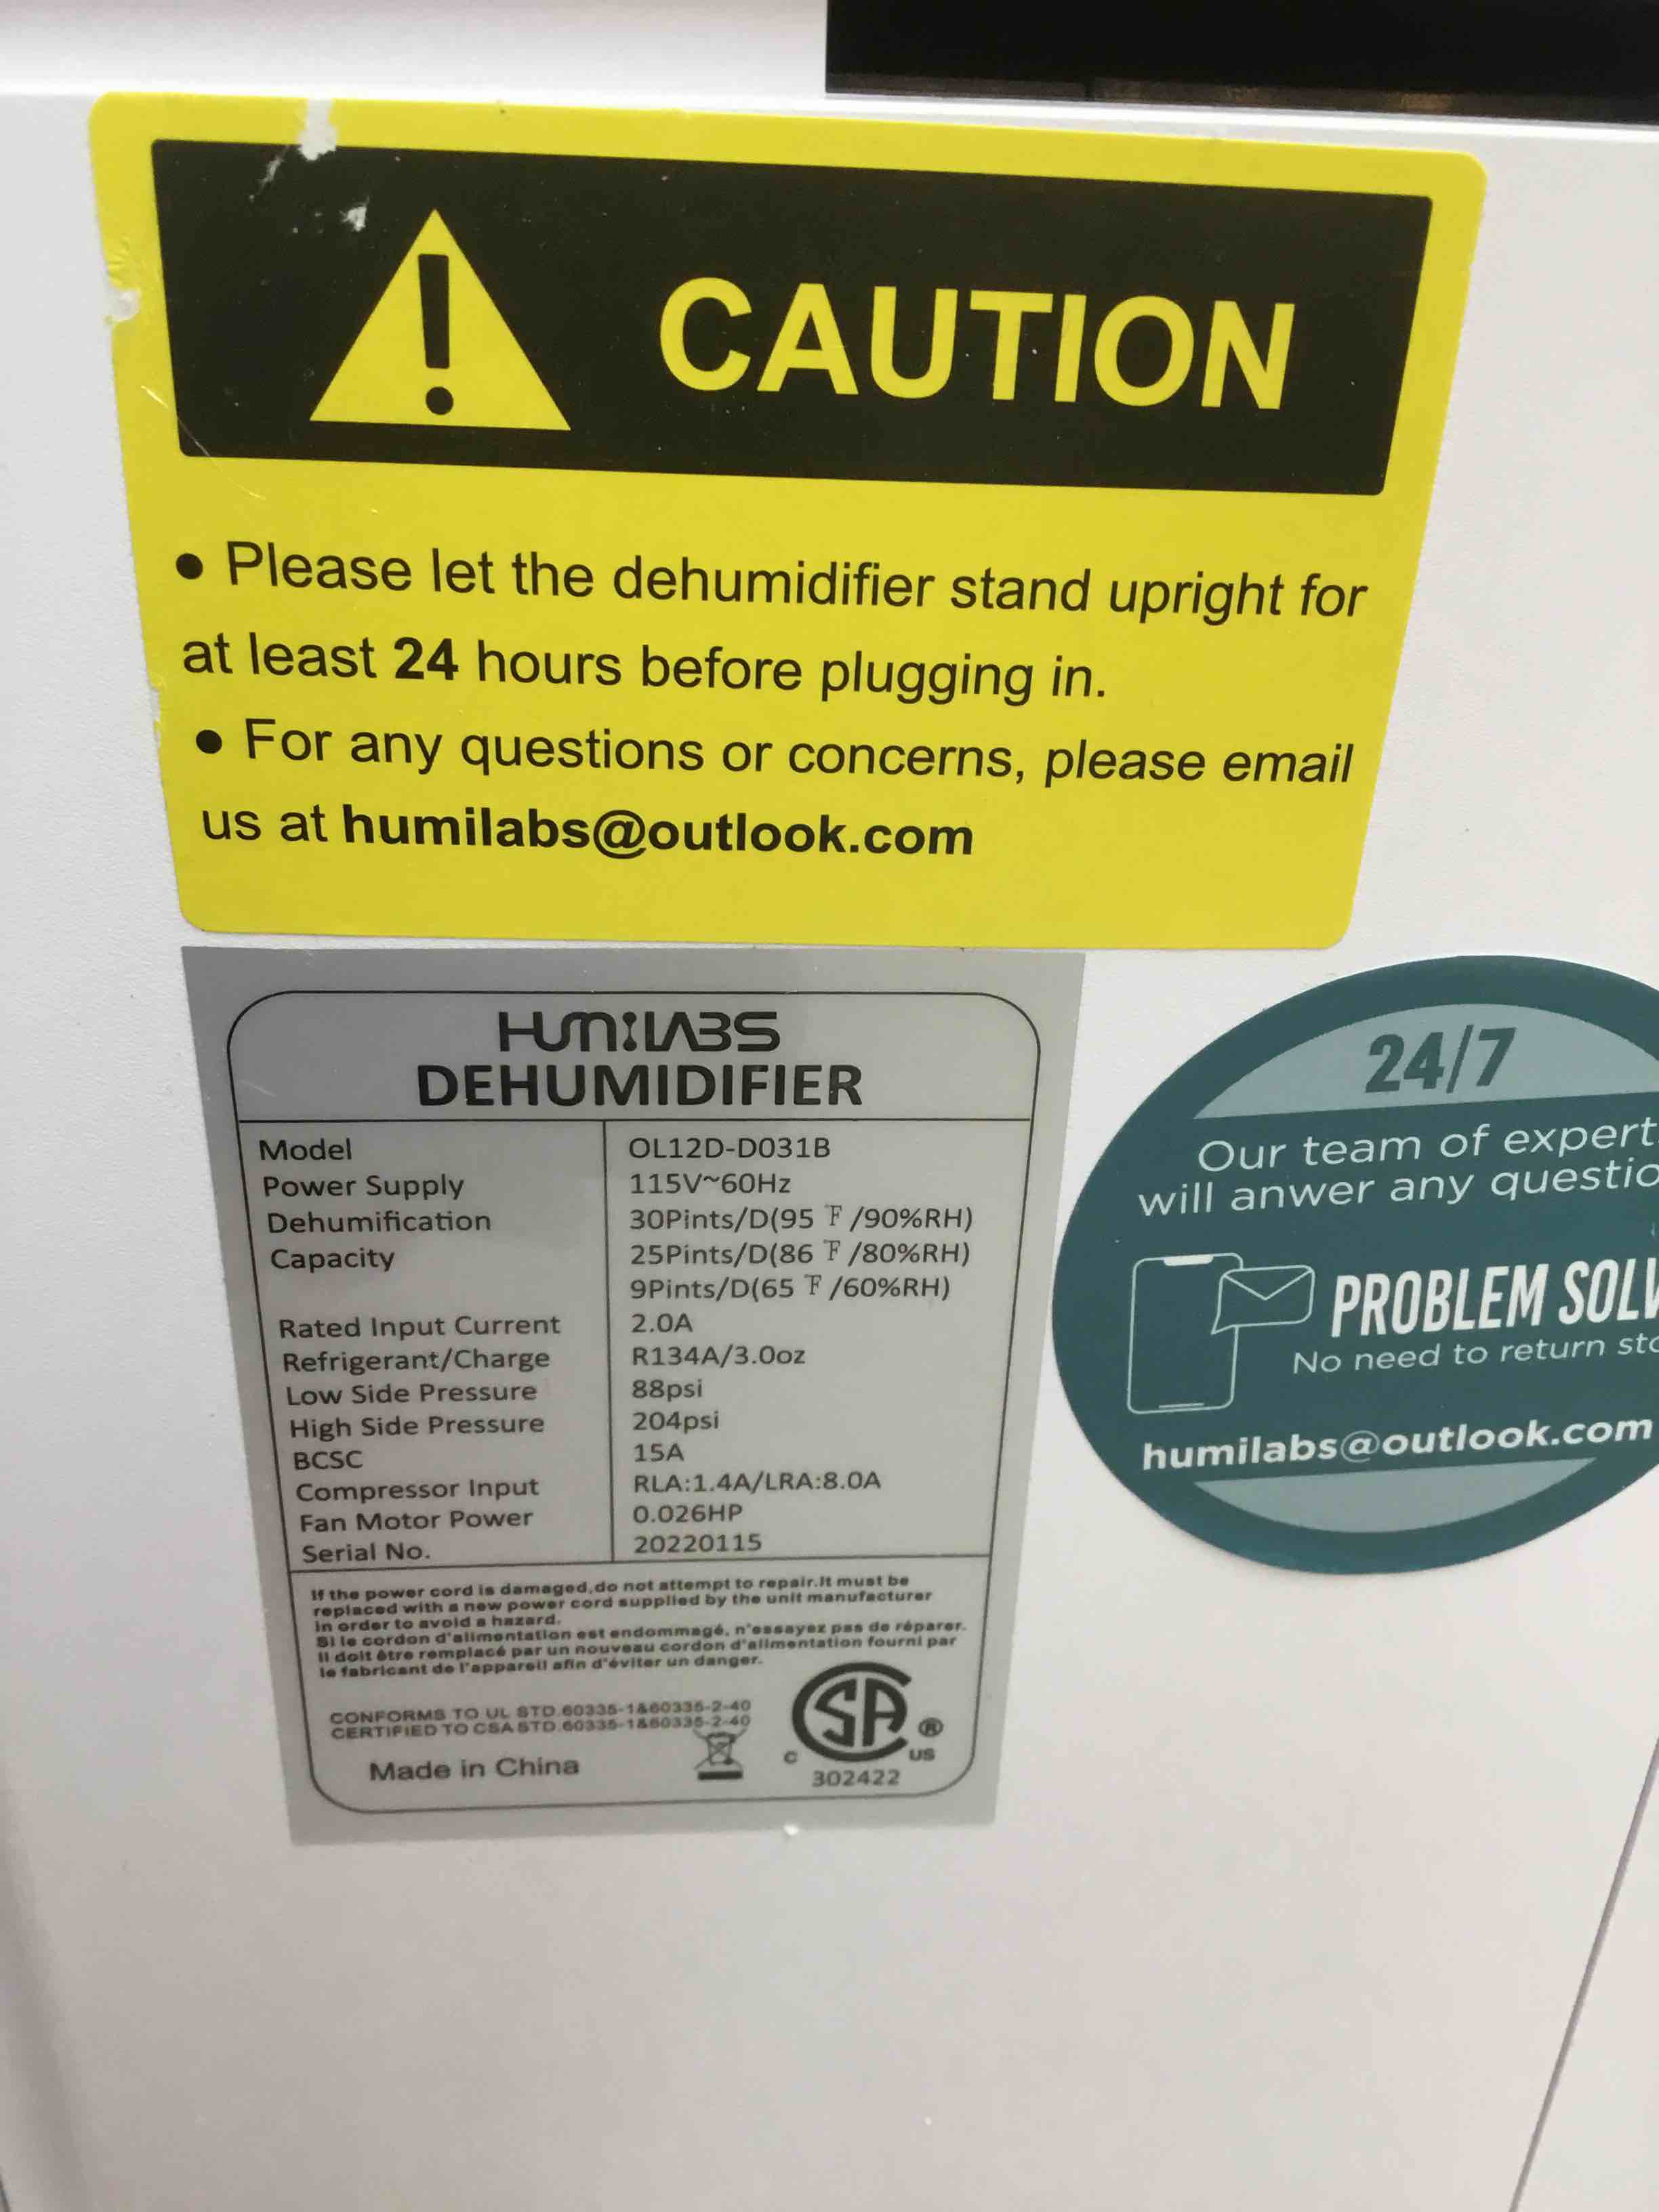 CAUTION
• Please let the dehumidifier stand upright for
at least 24 hours before plugging in.
• For any questions or concerns, please email
us at humilabs@outlook.com
HUMILABS
DEHUMIDIFIER
Model OL12D-D031B
Power Supply 115V~60Hz
Dehumification 30Pints/D(95 ℉ /90%RH)
Capacity 25Pints/D(86 ℉ /80%RH)
9Pints/D(65 ℉ /60%RH)
Rated Input Current 2.0A
Refrigerant/Charge R134A/3.0oz
Low Side Pressure 88psi
High Side Pressure 204psi
BCSC 15A
Compressor Input RLA:1.4A/LRA:8.0A
Fan Motor Power 0.026HP
Serial No. 20220115
If the power cord is damaged,do not attempt to repair.It must be
replaced with a new power cord supplied by the unit manufacturer
in order to avoid a hazard.
Si le cordon d'alimentation est endommagé, n'essayez pas de réparer.
Il doit être remplacé par un nouveau cordon d'alimentation fourni par
le fabricant de l'appareil afin d'éviter un danger.
CONFORMS TO UL STD.60335-1&60335-2-40
CERTIFIED TO CSA STD.60335-1&60335-2-40
Made in China
SA ®
C US
302422
24/7
Our team of expert
will anwer any questio
PROBLEM SOLV
No need to return sto
humilabs@outlook.com